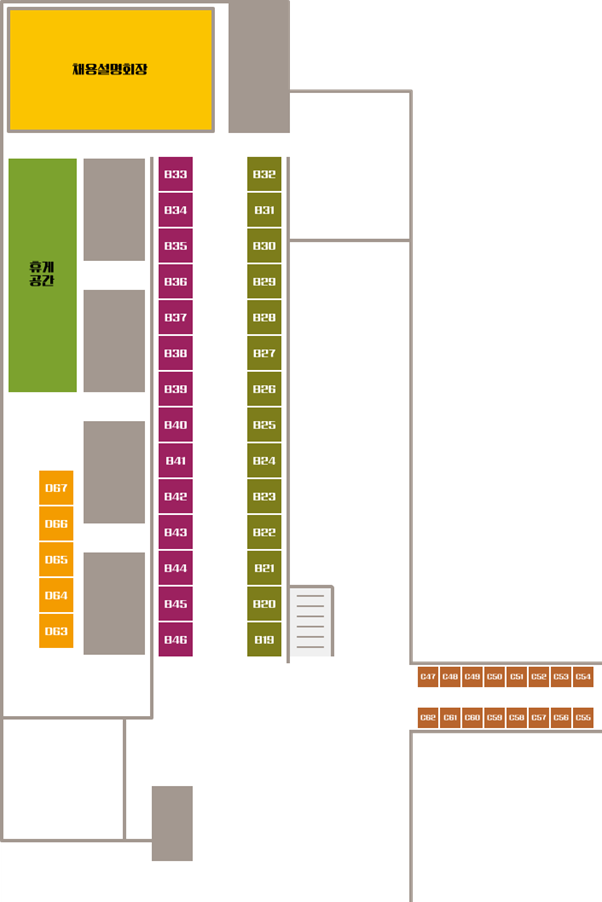 채용설명회장
휴게
공간
B33 B32
B34 B31
B35 B30
B36 B29
B37 B28
B38 B27
B39 B26
B40 B25
B41 B24
B42 B23
B43 B22
B44 B21
B45 B20
B46 B19
D67
D66
D65
D64
D63
C47 C48 C49 C50 C51 C52 C53 C54
C62 C61 C60 C59 C58 C57 C56 C55